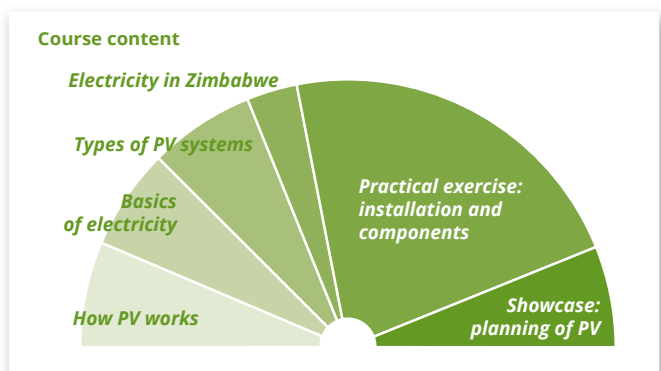 Course content
Electricity in Zimbabwe
Types of PV systems
Basics
of electricity
How PV works
Practical exercise:
installation and
components
Showcase:
planning of PV